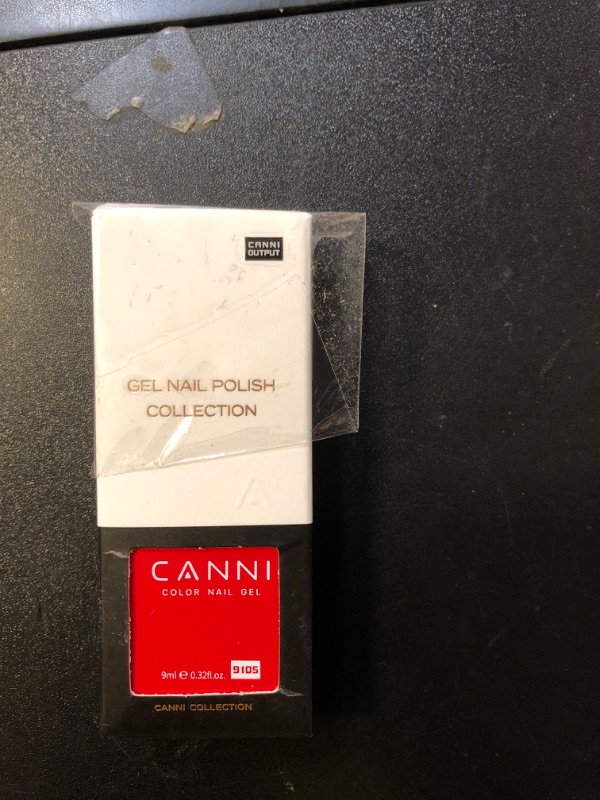 CANNI
OUTPUT
GEL NAIL POLISH
COLLECTION
CANNI
COLOR NAIL GEL
9ml ℮ 0.32fl.oz. 9105
CANNI COLLECTION